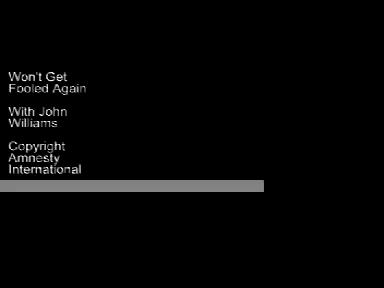 Won't Get
Fooled Again
With John
Williams
Copyright
Amnesty
International